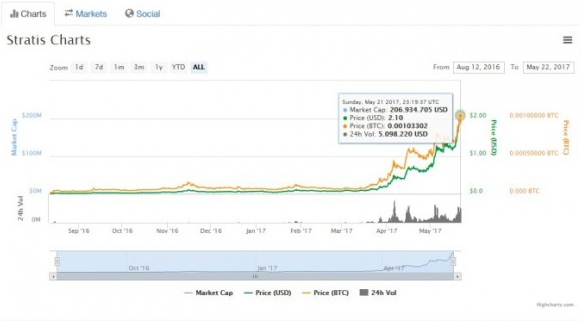 Charts Markets Social
Stratis Charts
Zoom 1d 7d 1m 3m 1y YTD ALL From Aug 12, 2016 To May 22, 2017
Sunday, May 21 2017, 23:19:37 UTC
Market Cap: 206.934.705 USD
Price (USD): 2.10
Price (BTC): 0.00103302
24h Vol: 5.098.220 USD
Market Cap
$200M
$100M
$0M
$2.00
$1.00
$0.0
Price (USD)
0.00100000 BTC
0.00050000 BTC
0.000 BTC
Price (BTC)
24h Vol
0M
Sep '16 Oct '16 Nov '16 Dec '16 Jan '17 Feb '17 Mar '17 Apr '17 May '17
Oct '16 Jan '17 Apr '17
Market Cap Price (USD) Price (BTC) 24h Vol
Highcharts.com